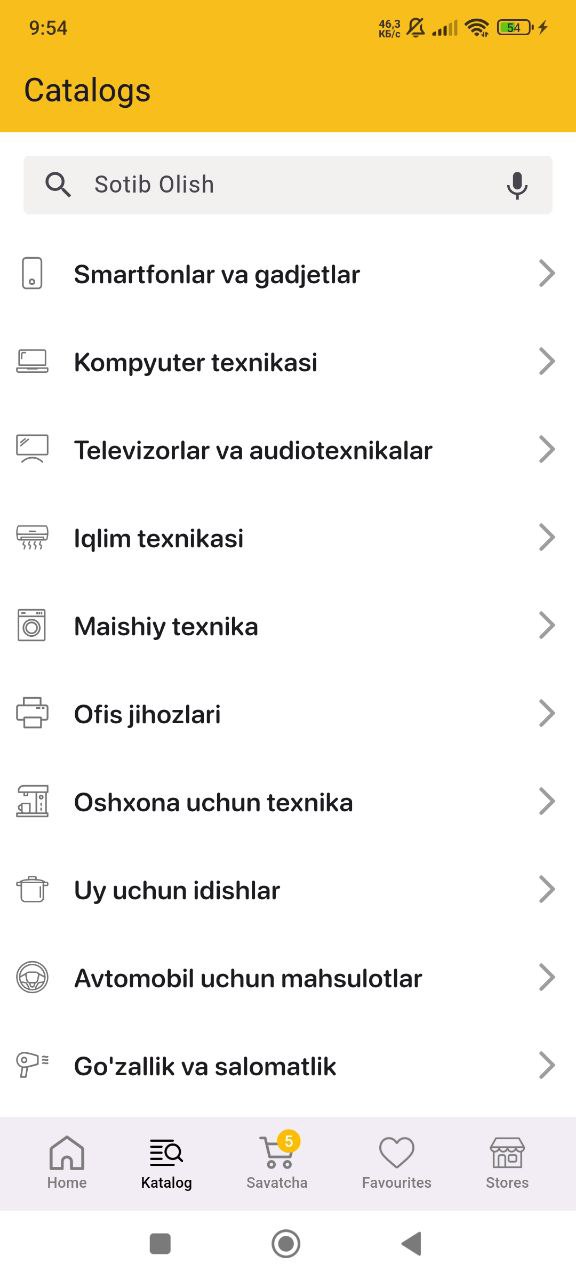 9:54
46,3
КБ/с
54
Catalogs
Sotib Olish
Smartfonlar va gadjetlar
Kompyuter texnikasi
Televizorlar va audiotexnikalar
Iqlim texnikasi
Maishiy texnika
Ofis jihozlari
Oshxona uchun texnika
Uy uchun idishlar
Avtomobil uchun mahsulotlar
Go'zallik va salomatlik
5
Home Katalog Savatcha Favourites Stores